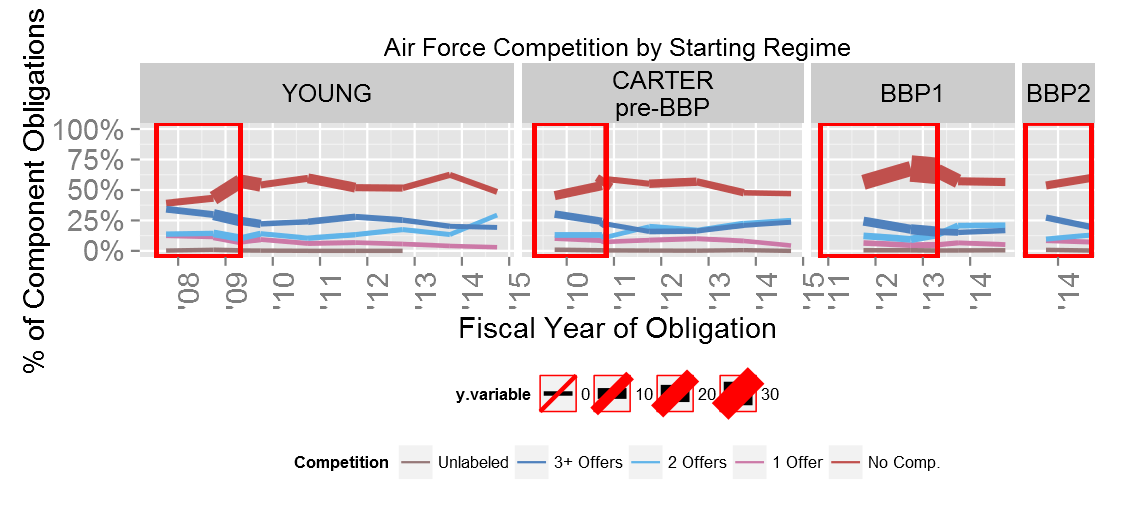 Air Force Competition by Starting Regime
YOUNG
CARTER
pre-BBP
BBP1
BBP2
% of Component Obligations
100%
75%
50%
25%
0%
'08 '09 '10 '11 '12 '13 '14 '15
'10 '11 '12 '13 '14 '15
'11 '12 '13 '14
'14
Fiscal Year of Obligation
y.variable 0 10 20 30
Competition Unlabeled 3+ Offers 2 Offers 1 Offer No Comp.